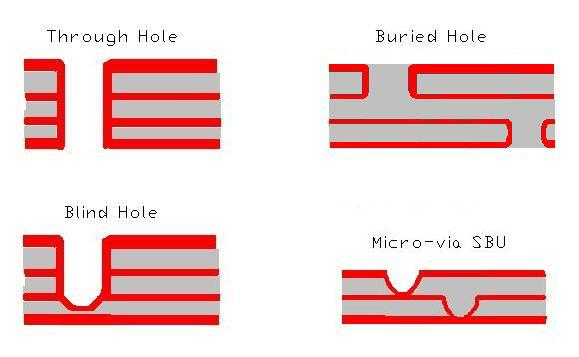 Through Hole
Buried Hole
Blind Hole
Micro-via SBU